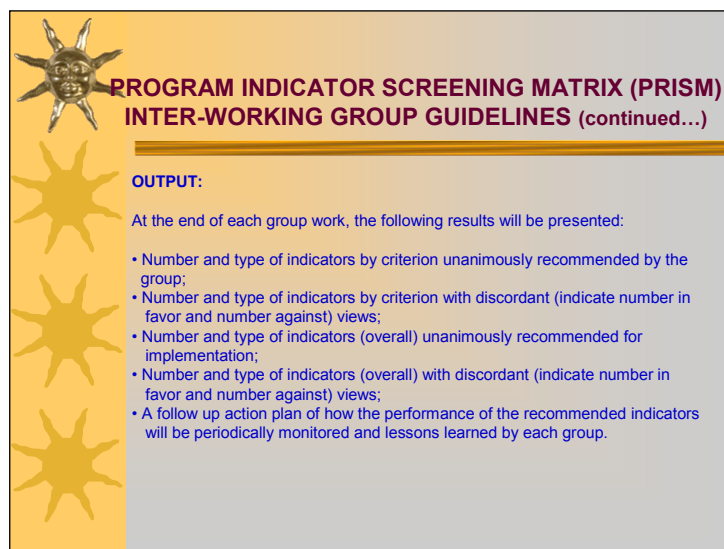 PROGRAM INDICATOR SCREENING MATRIX (PRISM)
INTER-WORKING GROUP GUIDELINES (continued…)
OUTPUT:
At the end of each group work, the following results will be presented:
• Number and type of indicators by criterion unanimously recommended by the
group;
• Number and type of indicators by criterion with discordant (indicate number in
favor and number against) views;
• Number and type of indicators (overall) unanimously recommended for
implementation;
• Number and type of indicators (overall) with discordant (indicate number in
favor and number against) views;
• A follow up action plan of how the performance of the recommended indicators
will be periodically monitored and lessons learned by each group.